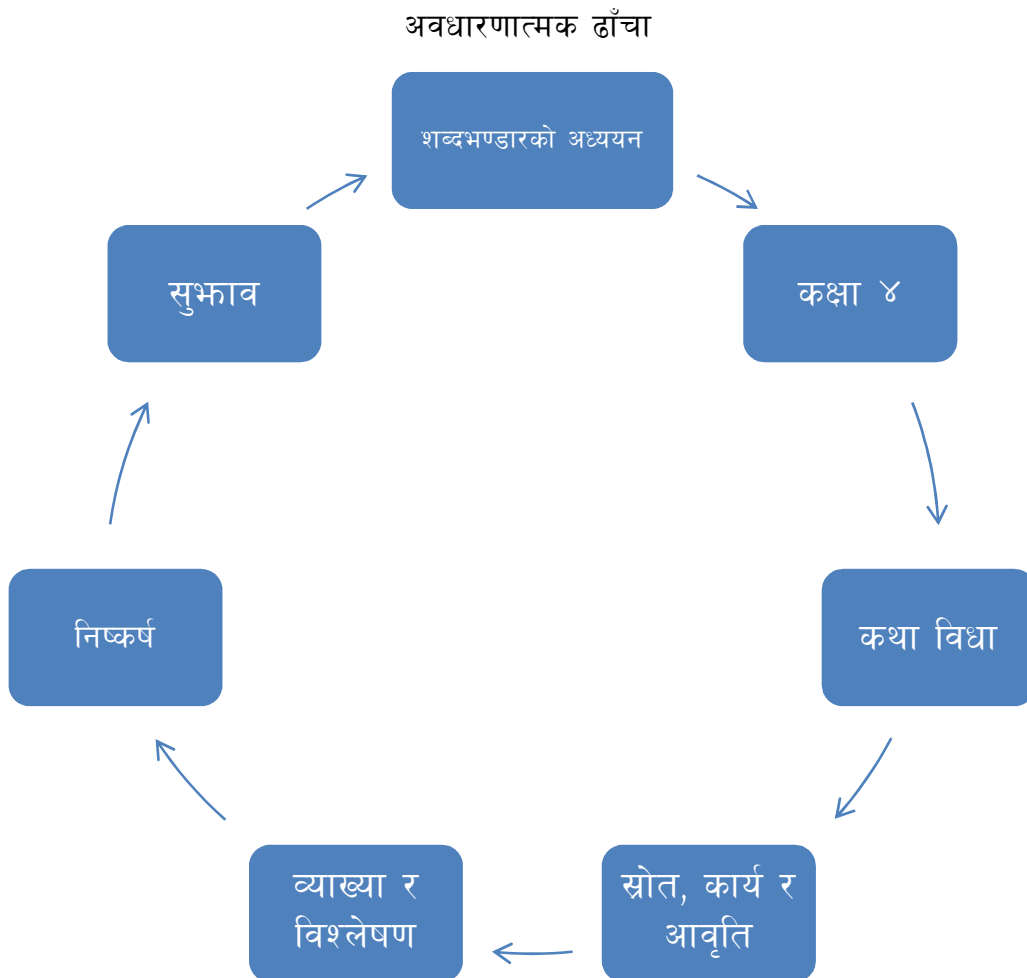 अवधारणात्मक ढाँचा
शब्दभण्डारको अध्ययन
कक्षा ४
कथा विधा
स्रोत, कार्य र
आवृति
व्याख्या र
विश्लेषण
निष्कर्ष
सुझाव